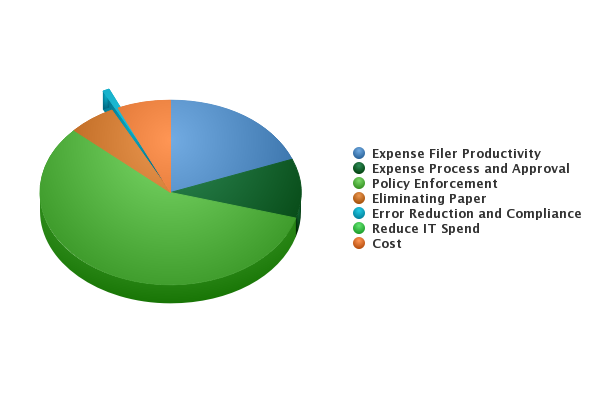 Expense Filer Productivity
Expense Process and Approval
Policy Enforcement
Eliminating Paper
Error Reduction and Compliance
Reduce IT Spend
Cost